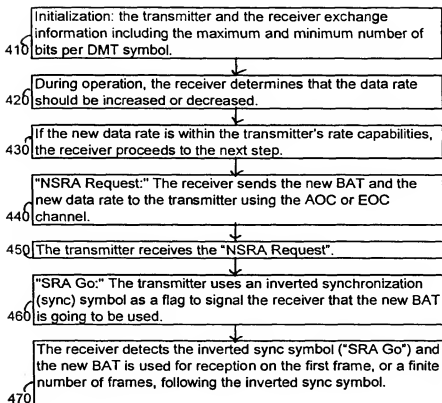 Initialization: the transmitter and the receiver exchange
information including the maximum and minimum number of
410 bits per DMT symbol.
During operation, the receiver determines that the data rate
420 should be increased or decreased.
If the new data rate is within the transmitter's rate capabilities,
430 the receiver proceeds to the next step.
"NSRA Request:" The receiver sends the new BAT and the
new data rate to the transmitter using the AOC or EOC
440 channel.
450 The transmitter receives the "NSRA Request".
"SRA Go:" The transmitter uses an inverted synchronization
(sync) symbol as a flag to signal the receiver that the new BAT
460 is going to be used.
The receiver detects the inverted sync symbol ("SRA Go") and
the new BAT is used for reception on the first frame, or a finite
number of frames, following the inverted sync symbol.
470